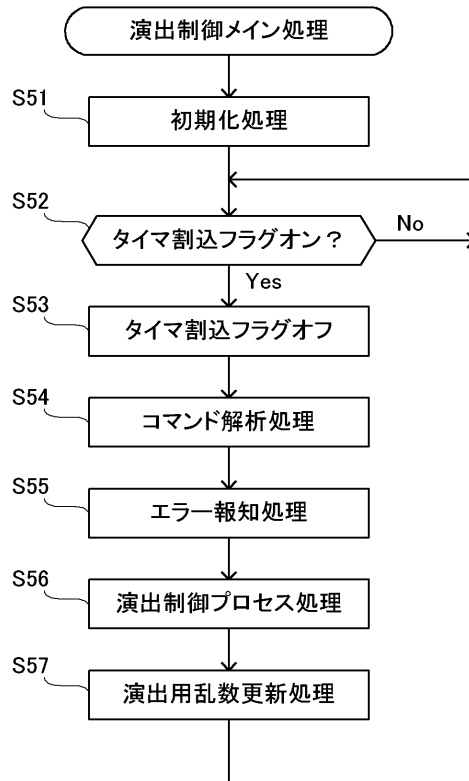 演出制御メイン処理
S51
初期化処理
S52
タイマ割込フラグオン？
No
Yes
S53
タイマ割込フラグオフ
S54
コマンド解析処理
S55
エラー報知処理
S56
演出制御プロセス処理
S57
演出用乱数更新処理